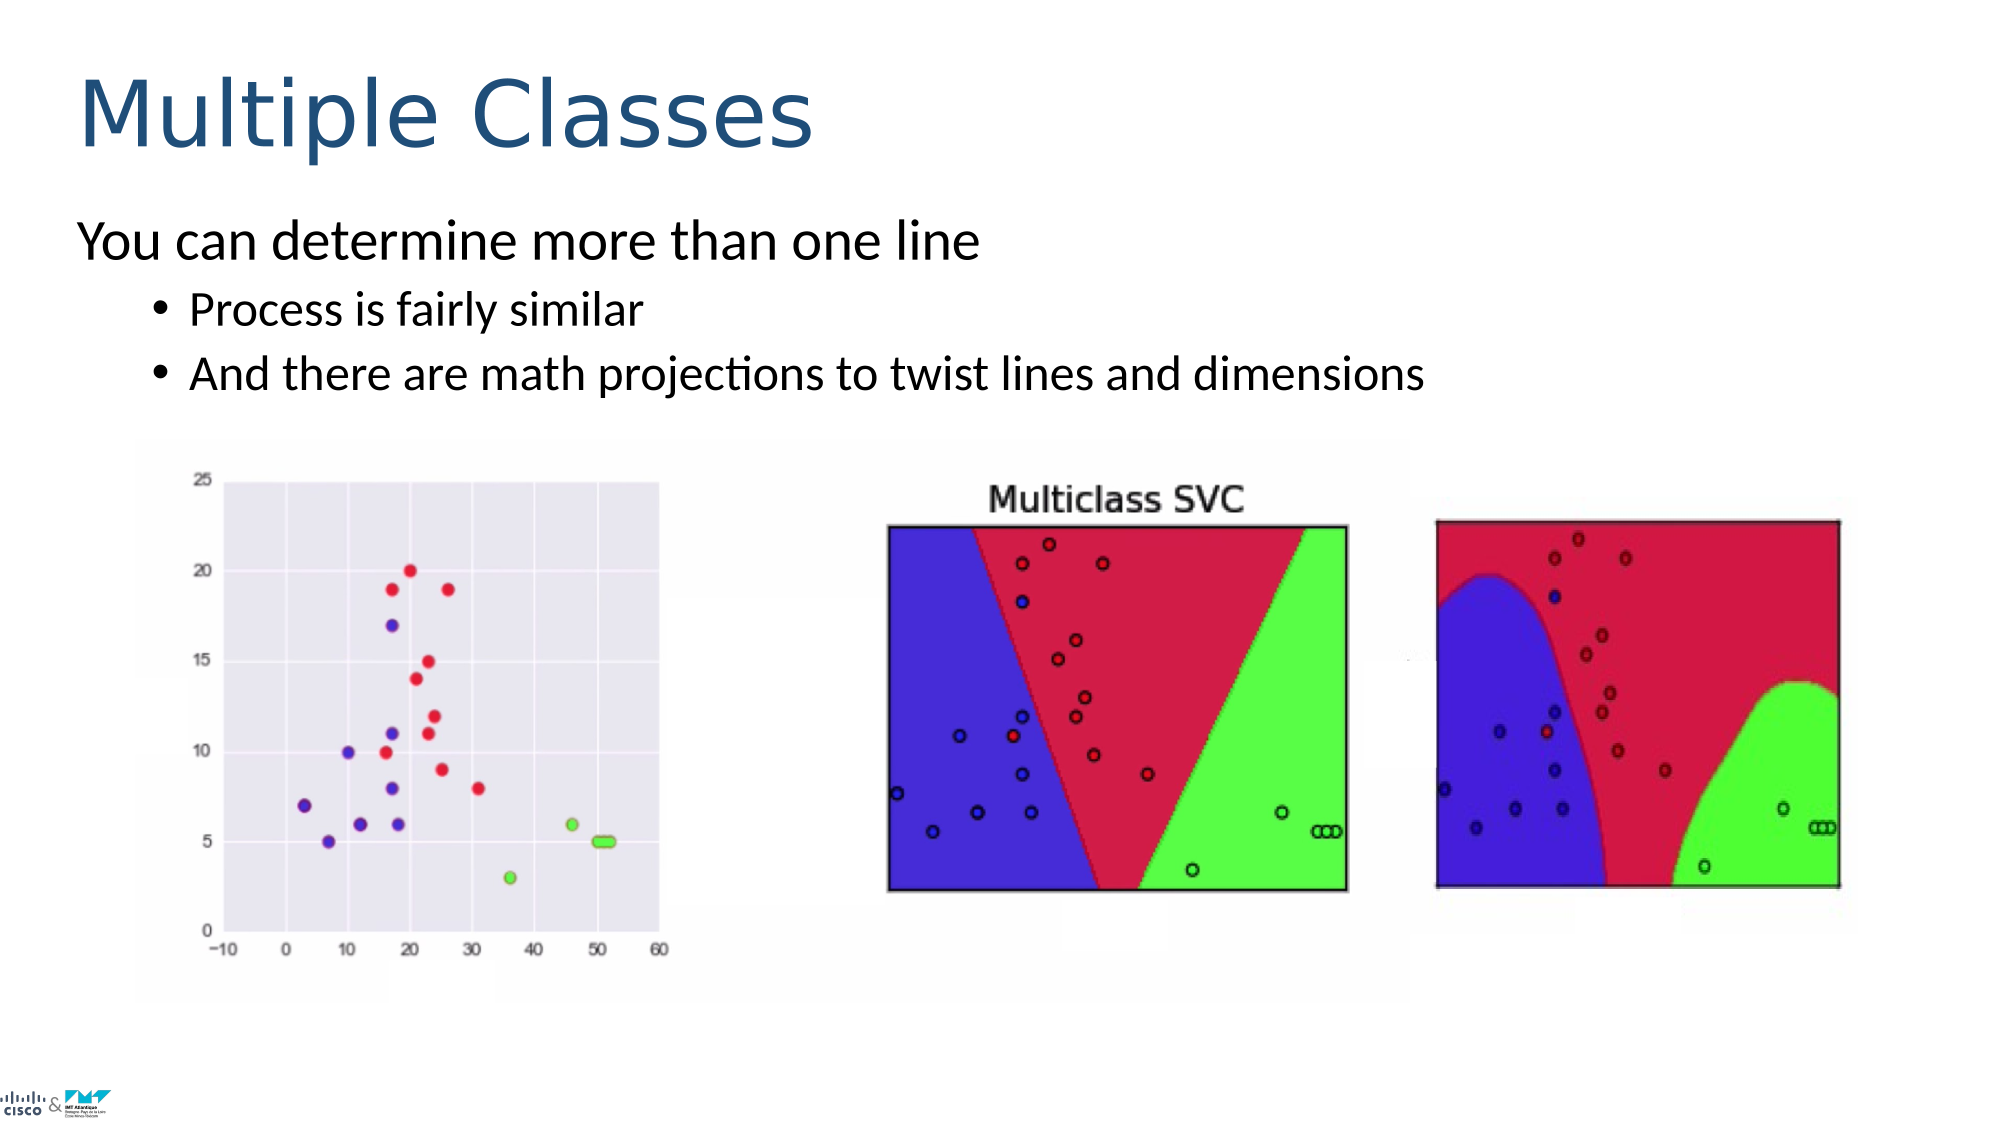 Multiple Classes
You can determine more than one line
• Process is fairly similar
• And there are math projections to twist lines and dimensions
25
20
15
10
5
0
−10 0 10 20 30 40 50 60
Multiclass SVC
CISCO & IMT Atlantique